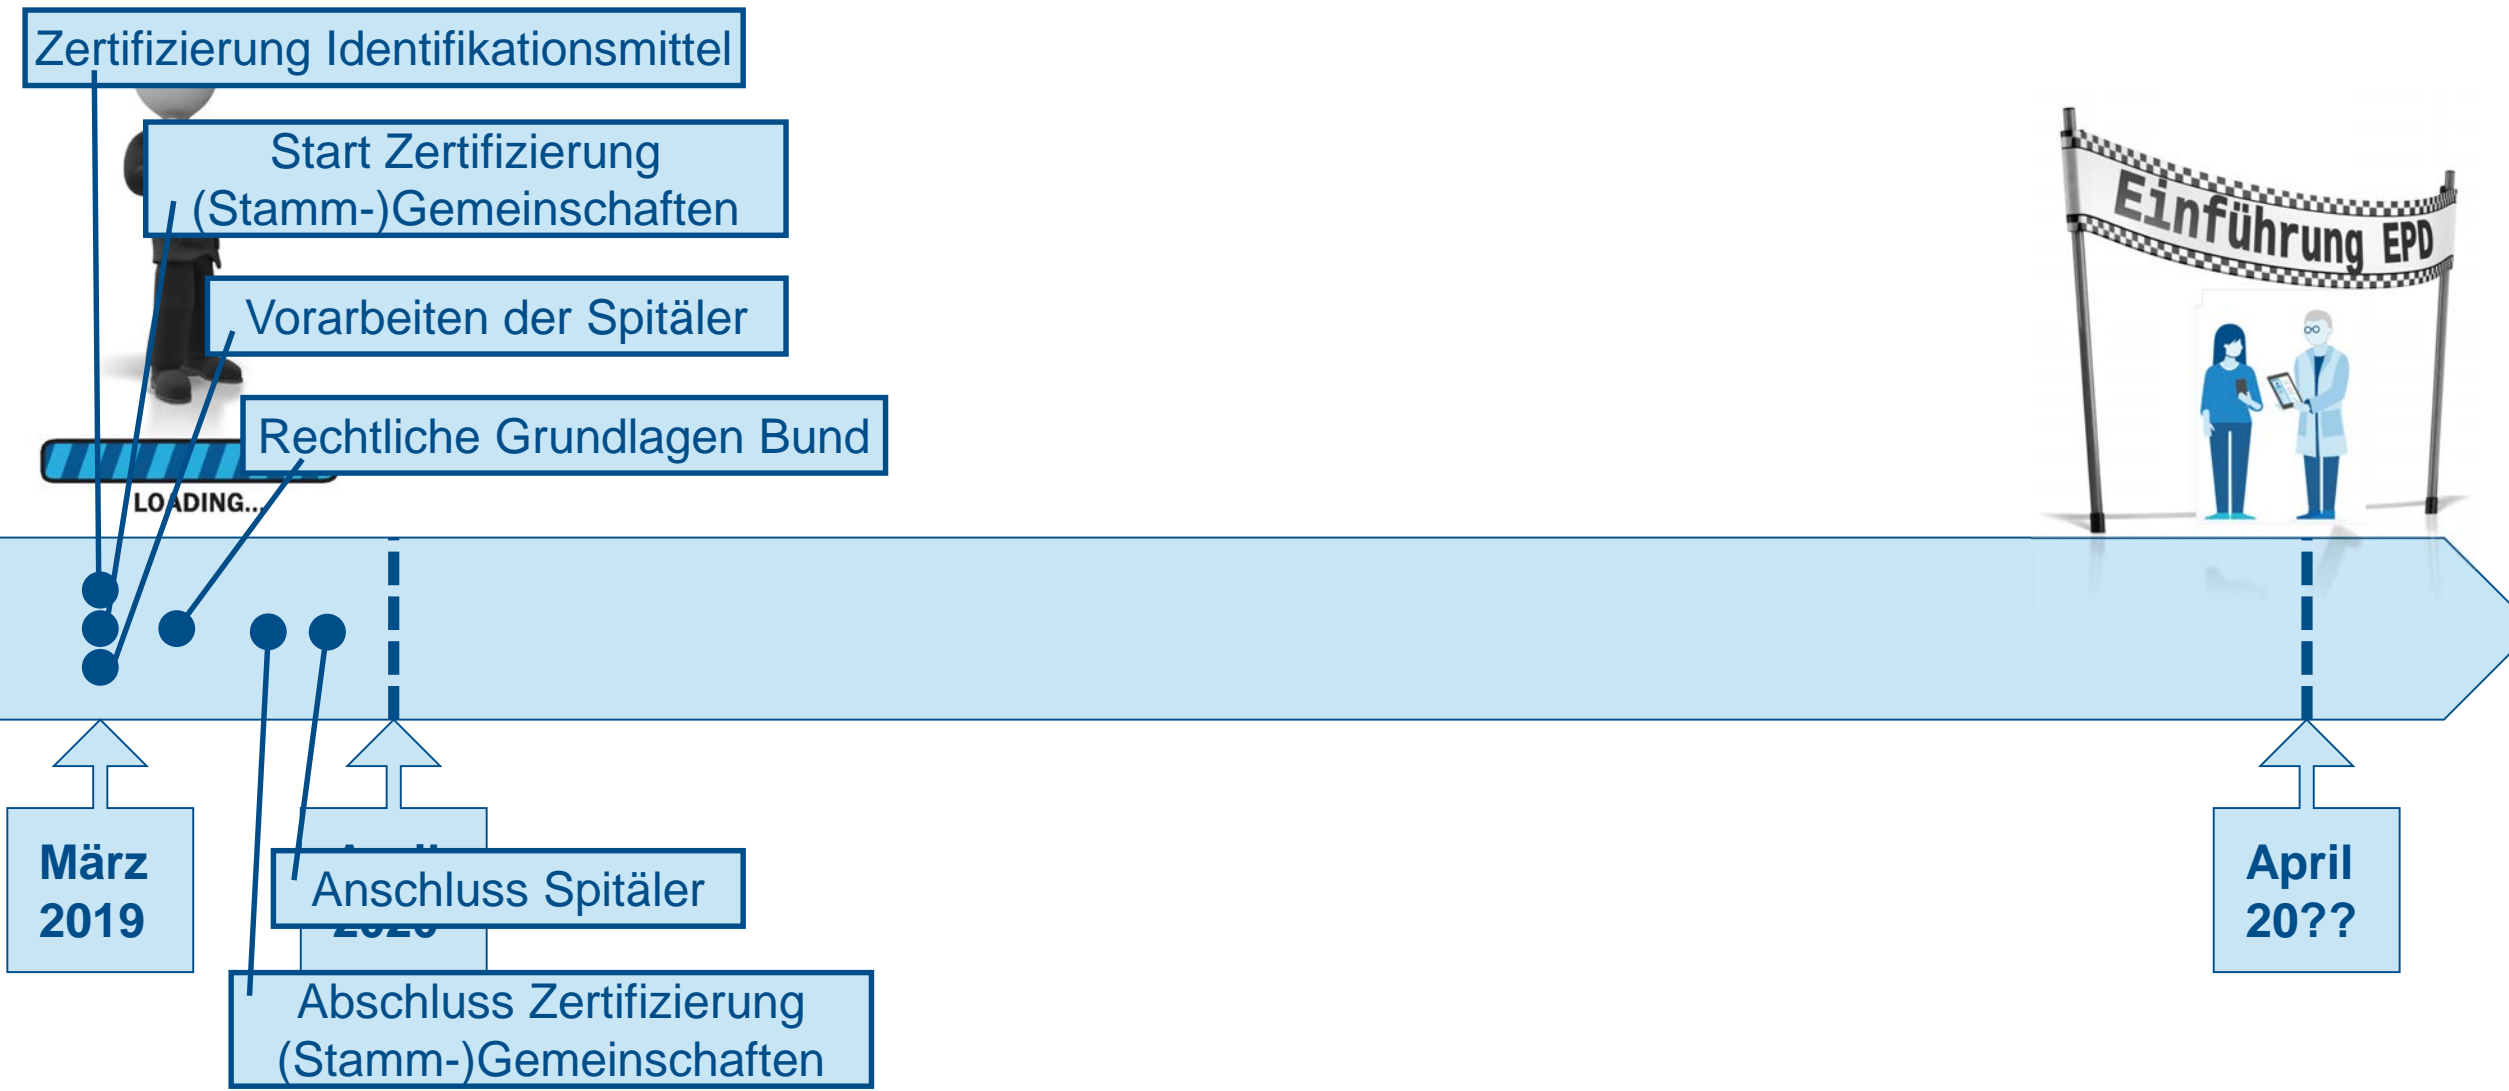 Zertifizierung Identifikationsmittel
Start Zertifizierung
(Stamm-)Gemeinschaften
Vorarbeiten der Spitäler
Rechtliche Grundlagen Bund
LOADING...
Einführung EPD
März
2019
Anschluss Spitäler
Abschluss Zertifizierung
(Stamm-)Gemeinschaften
April
20??